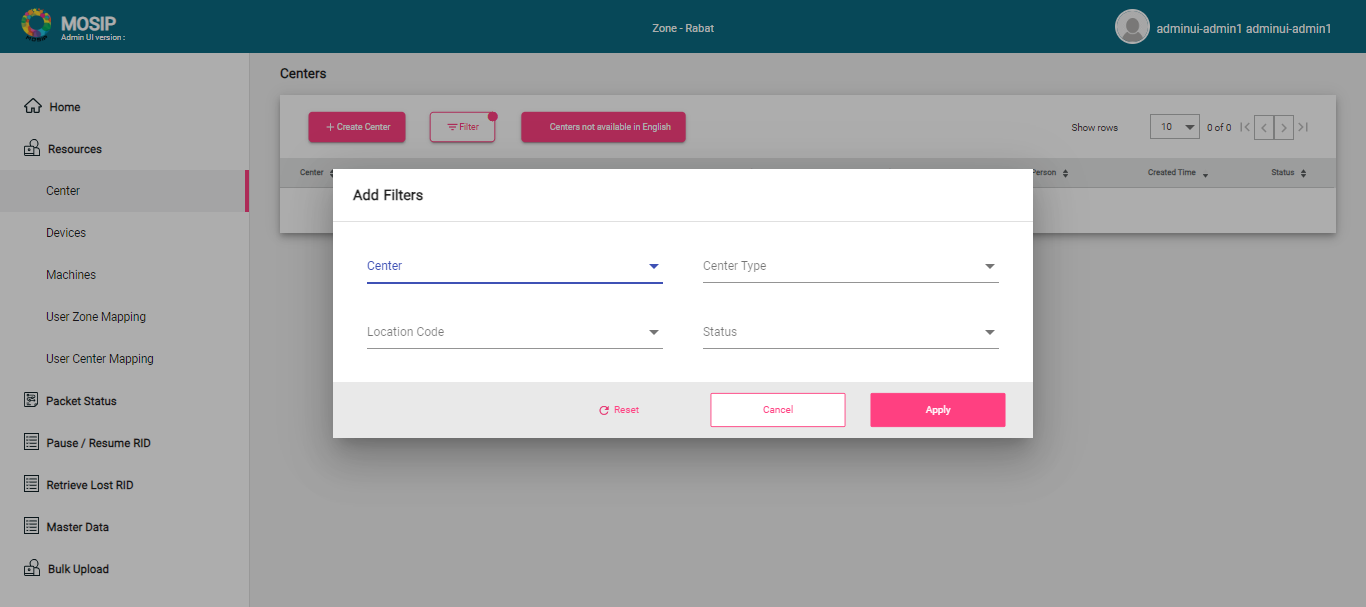 MOSIP
Admin UI version :
Zone - Rabat
adminui-admin1 adminui-admin1
Home
Resources
Center
Devices
Machines
User Zone Mapping
User Center Mapping
Packet Status
Pause / Resume RID
Retrieve Lost RID
Master Data
Bulk Upload
Centers
+ Create Center
Filter
Centers not available in English
Show rows
10
0 of 0
Center
Person
Created Time
Status
Add Filters
Center
Center Type
Location Code
Status
Reset
Cancel
Apply